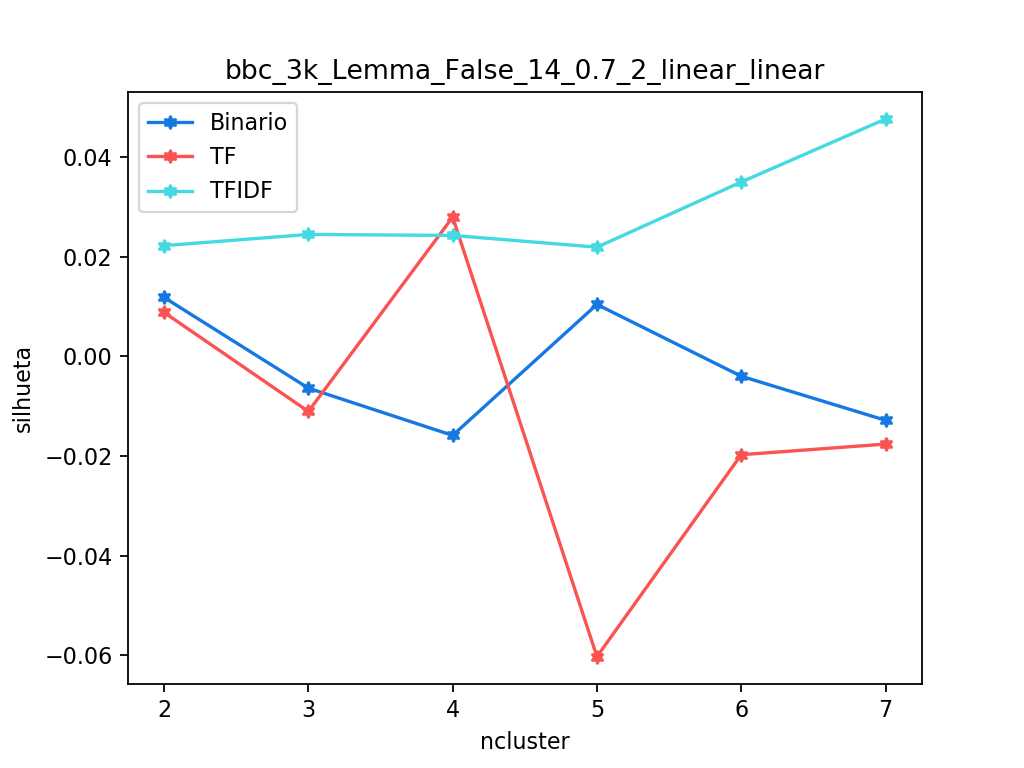 bbc_3k_Lemma_False_14_0.7_2_linear_linear
Binario
TF
TFIDF
0.04
0.02
0.00
−0.02
−0.04
−0.06
silhueta
2 3 4 5 6 7
ncluster